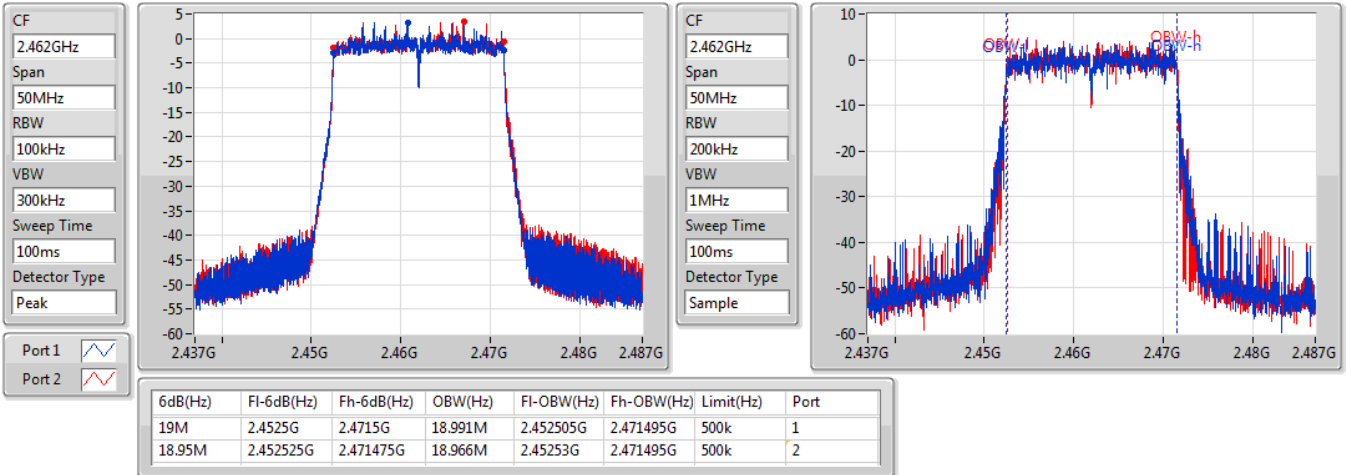 CF
2.462GHz
Span
50MHz
RBW
100kHz
VBW
300kHz
Sweep Time
100ms
Detector Type
Peak
Port 1
Port 2
5
0
-5
-10
-15
-20
-25
-30
-35
-40
-45
-50
-55
-60
2.437G 2.45G 2.46G 2.47G 2.48G 2.487G
CF
2.462GHz
Span
50MHz
RBW
200kHz
VBW
1MHz
Sweep Time
100ms
Detector Type
Sample
10
0
-10
-20
-30
-40
-50
-60
OBW-h
OBW-h
2.437G 2.45G 2.46G 2.47G 2.48G 2.487G
6dB(Hz) Fl-6dB(Hz) Fh-6dB(Hz) OBW(Hz) Fl-OBW(Hz) Fh-OBW(Hz) Limit(Hz) Port
19M 2.4525G 2.4715G 18.991M 2.452505G 2.471495G 500k 1
18.95M 2.452525G 2.471475G 18.966M 2.45253G 2.471495G 500k 2